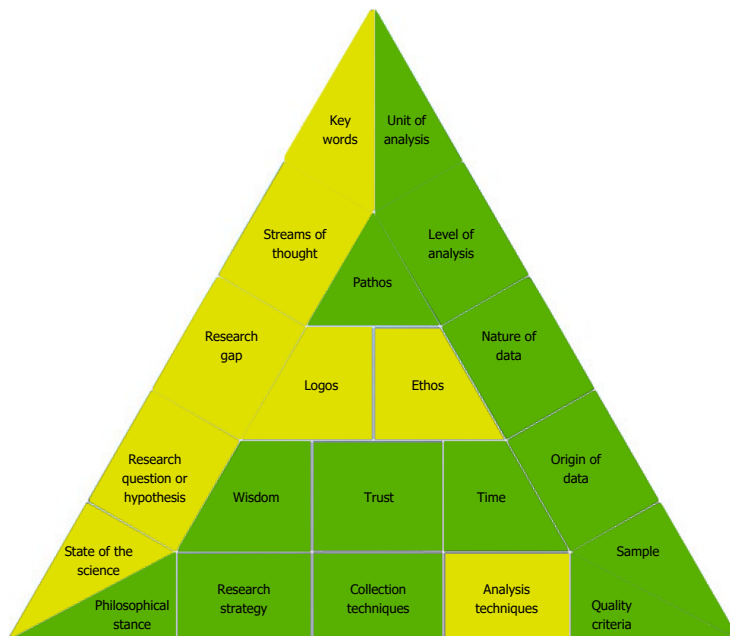 Key
words
Unit of
analysis
Streams of
thought
Level of
analysis
Pathos
Research
gap
Nature of
data
Logos
Ethos
Research
question or
hypothesis
Origin of
data
Wisdom
Trust
Time
State of the
science
Sample
Philosophical
stance
Research
strategy
Collection
techniques
Analysis
techniques
Quality
criteria